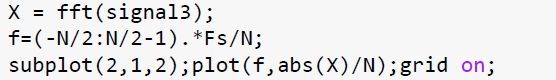 X = fft(signal3);
f=(-N/2:N/2-1).*Fs/N;
subplot(2,1,2);plot(f,abs(X)/N);grid on;